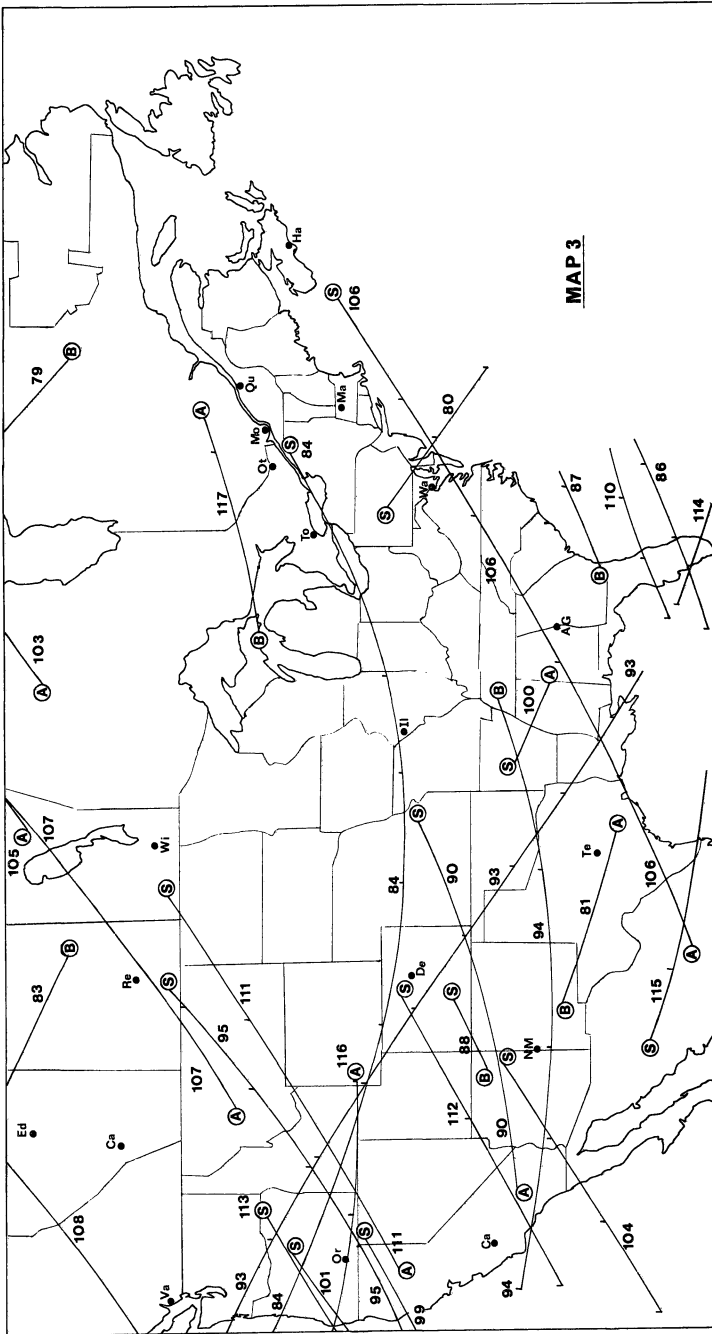 105
Ed
A
103
79
83
A
107
B
B
108
Ca
Re
Va
Wi
S
S
107
A
117
95
A
93
113
Qu
Mo
111
B
Ot
S
84
S
S
Ha
To
84
101
S
Or
116
Ma
106
A
S
95
S
84
111
Il
S
A
S
De
99
Wa
80
112
S
90
88
B
Ca
106
93
B
90
94
S
S
A
100
NM
94
A
B
87
AG
MAP 3
81
Te
B
110
A
104
93
106
S
115
86
A
114